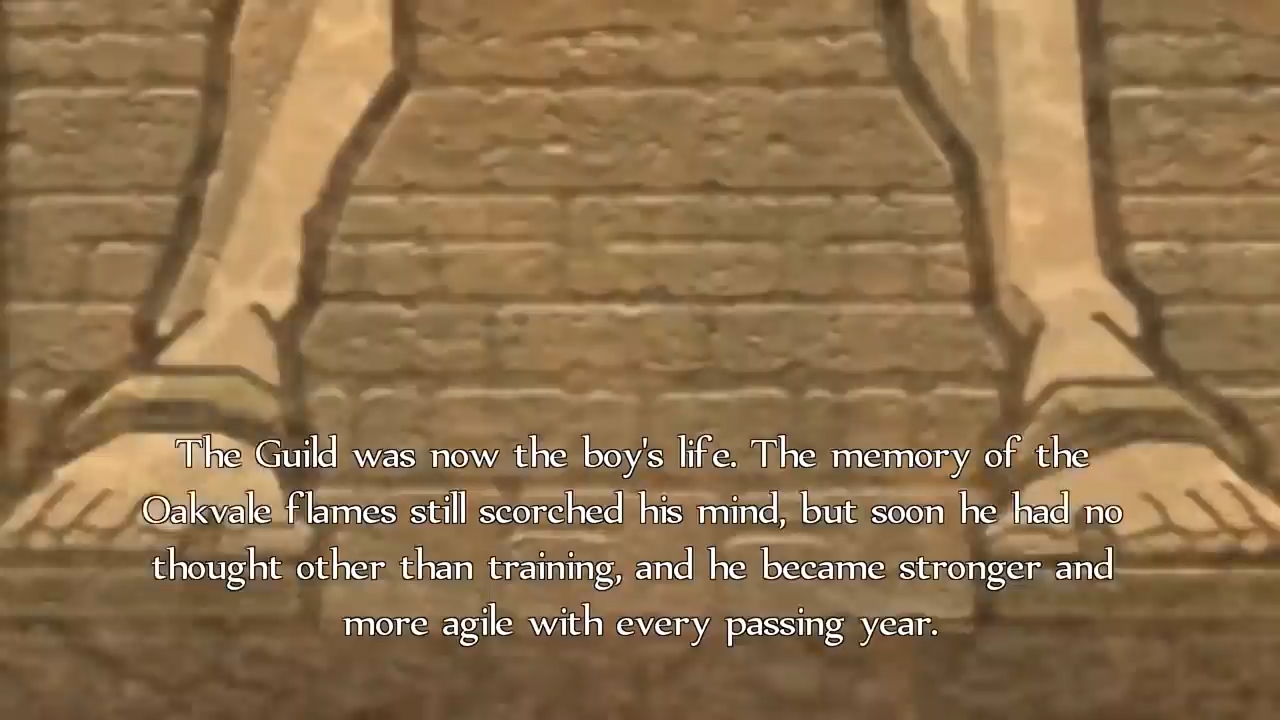 The Guild was now the boy's life. The memory of the
Oakvale flames still scorched his mind, but soon he had no
thought other than training, and he became stronger and
more agile with every passing year.